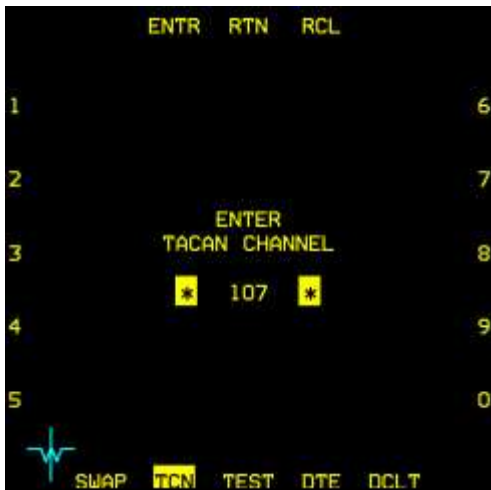 ENTR RTN RCL
1 6
2 7
ENTER
TACAN CHANNEL
3 8
* 107 *
4 9
5 0
SWAP TCN TEST DTE DCLT